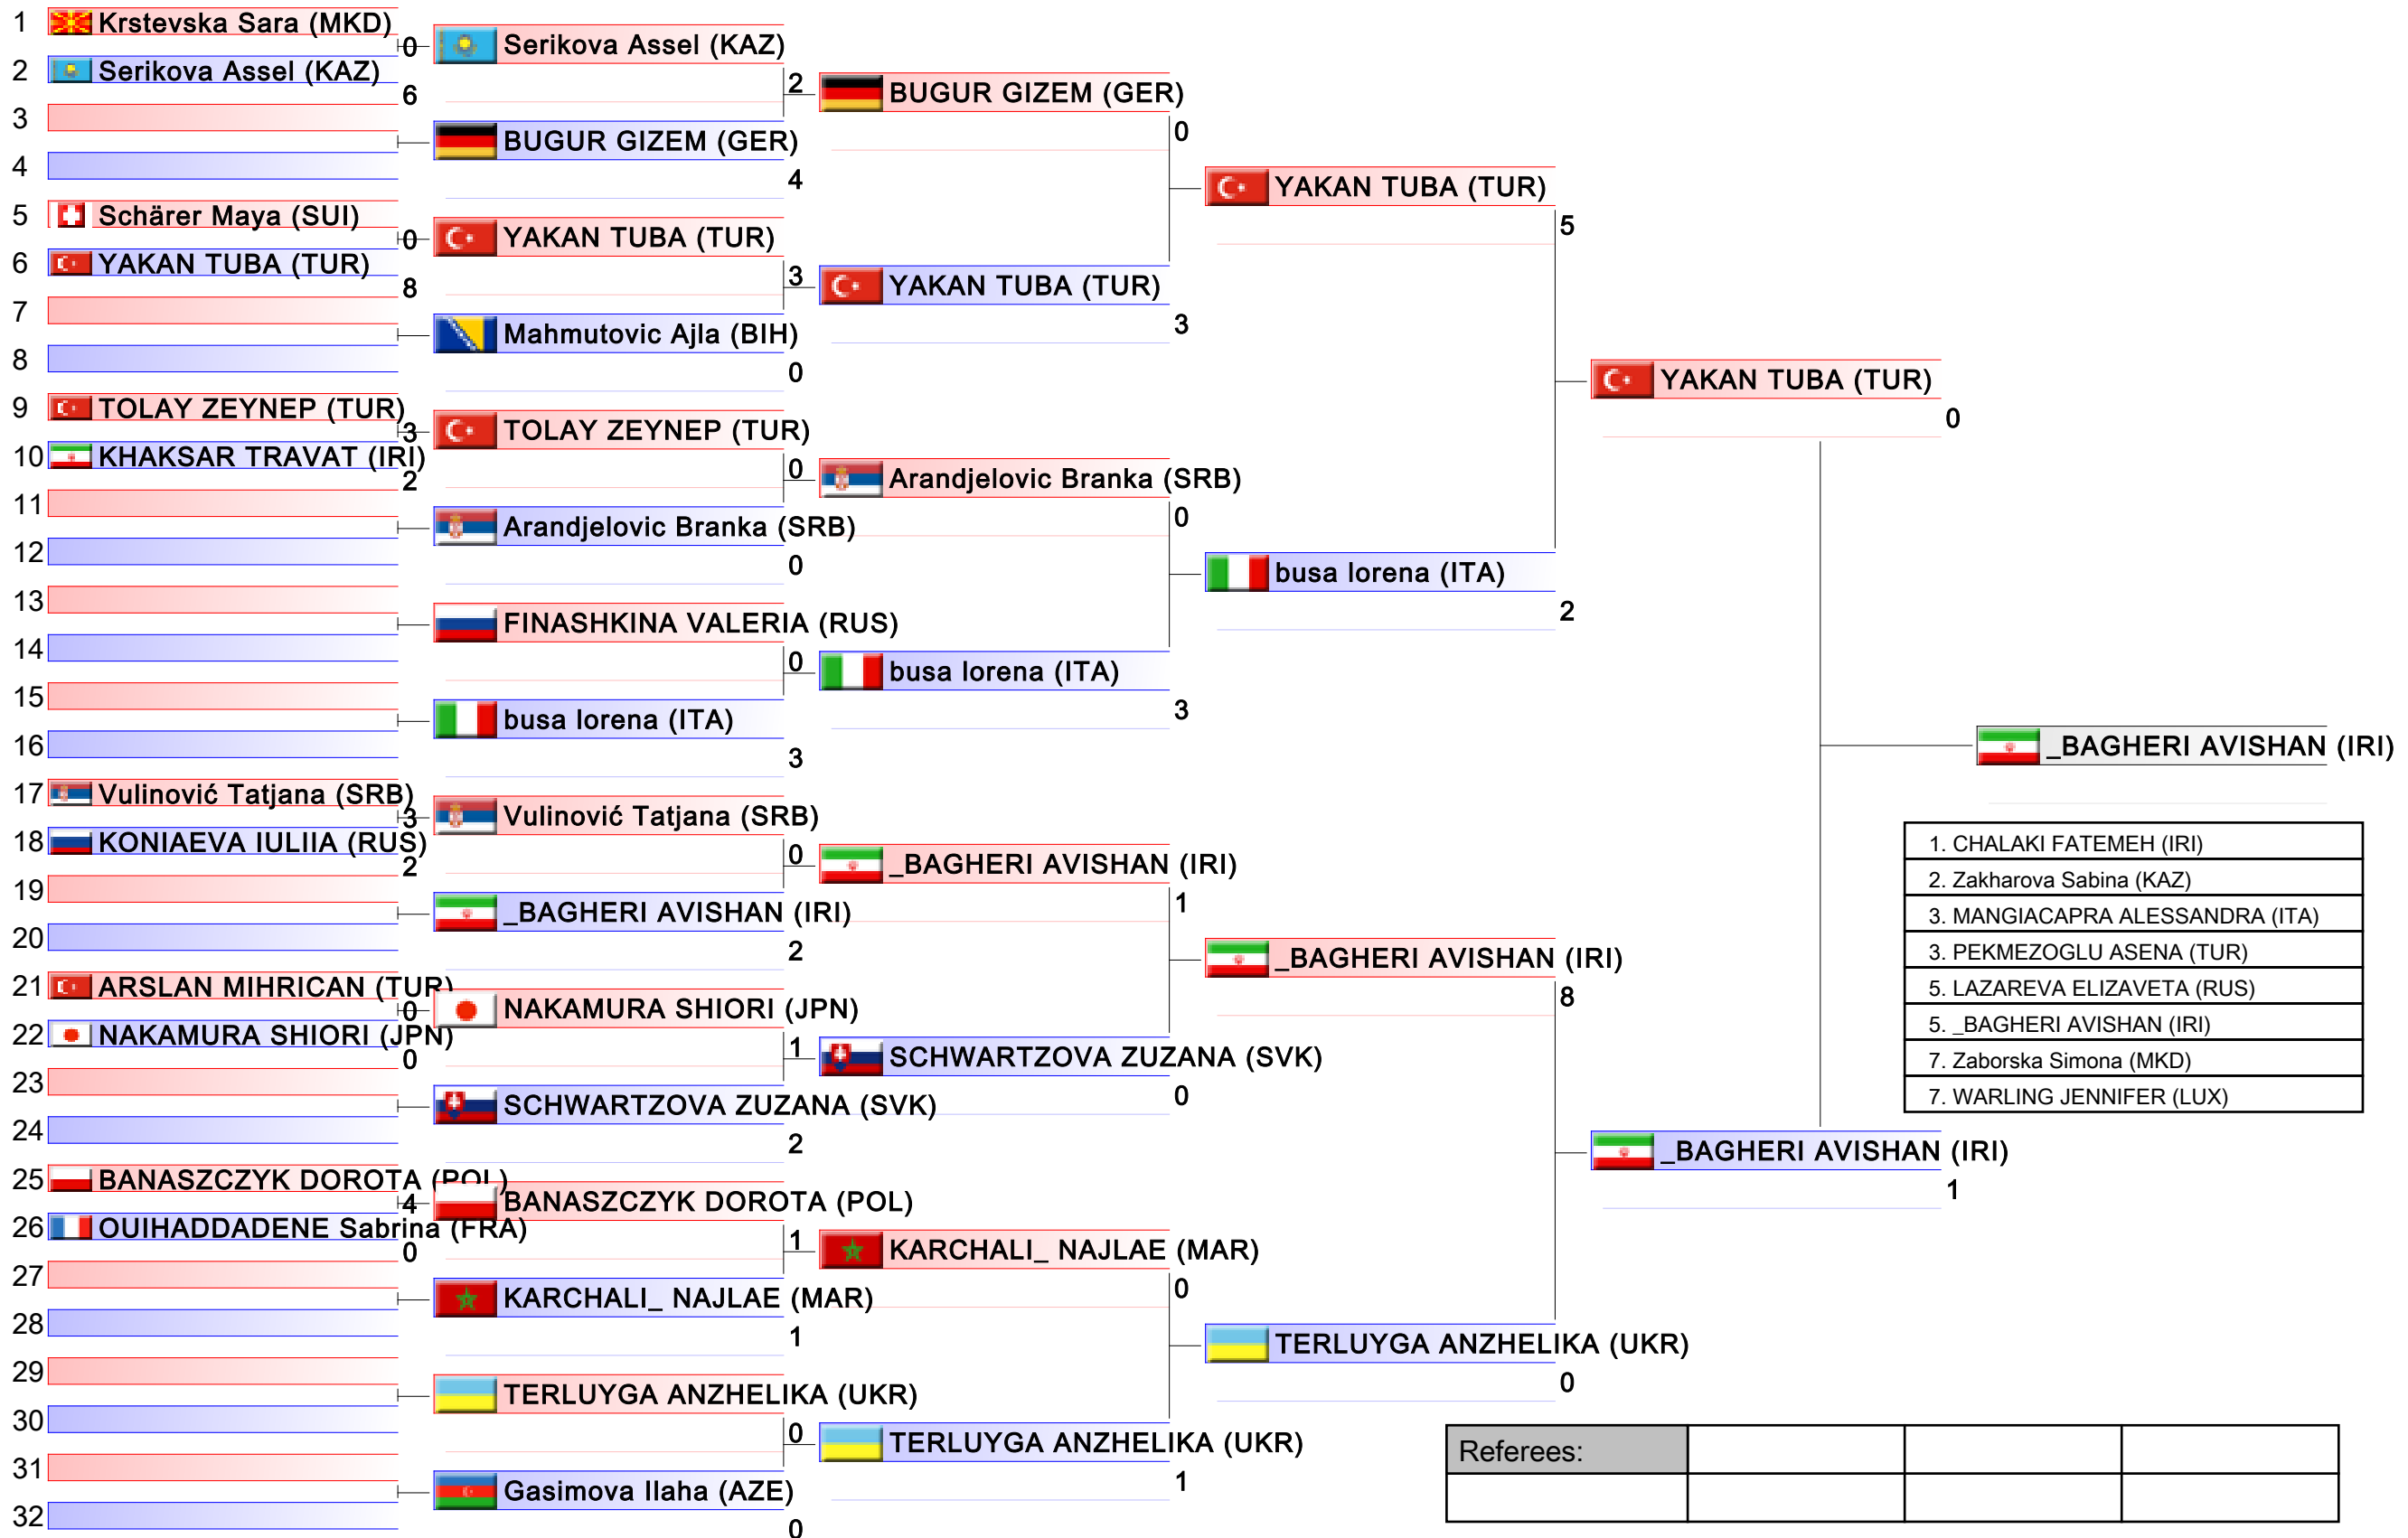 1 Krstevska Sara (MKD)
0
2 Serikova Assel (KAZ)
6
3
4
5 Schärer Maya (SUI)
0
6 YAKAN TUBA (TUR)
8
7
8
9 TOLAY ZEYNEP (TUR)
3
10 KHAKSAR TRAVAT (IRI)
2
11
12
13
14
15
16
17 Vulinović Tatjana (SRB)
3
18 KONIAEVA IULIIA (RUS)
2
19
20
21 ARSLAN MIHRICAN (TUR)
0
22 NAKAMURA SHIORI (JPN)
0
23
24
25 BANASZCZYK DOROTA (POL)
4
26 OUIHADDADENE Sabrina (FRA)
0
27
28
29
30
31
32
Serikova Assel (KAZ)
2
BUGUR GIZEM (GER)
4
YAKAN TUBA (TUR)
3
Mahmutovic Ajla (BIH)
0
TOLAY ZEYNEP (TUR)
0
Arandjelovic Branka (SRB)
0
FINASHKINA VALERIA (RUS)
0
busa lorena (ITA)
3
Vulinović Tatjana (SRB)
0
_BAGHERI AVISHAN (IRI)
2
NAKAMURA SHIORI (JPN)
1
SCHWARTZOVA ZUZANA (SVK)
2
BANASZCZYK DOROTA (POL)
1
KARCHALI_ NAJLAE (MAR)
1
TERLUYGA ANZHELIKA (UKR)
0
Gasimova Ilaha (AZE)
0
BUGUR GIZEM (GER)
0
YAKAN TUBA (TUR)
3
Arandjelovic Branka (SRB)
0
busa lorena (ITA)
3
_BAGHERI AVISHAN (IRI)
1
SCHWARTZOVA ZUZANA (SVK)
0
KARCHALI_ NAJLAE (MAR)
0
TERLUYGA ANZHELIKA (UKR)
1
YAKAN TUBA (TUR)
5
busa lorena (ITA)
2
_BAGHERI AVISHAN (IRI)
8
TERLUYGA ANZHELIKA (UKR)
0
YAKAN TUBA (TUR)
0
_BAGHERI AVISHAN (IRI)
1
_BAGHERI AVISHAN (IRI)
1. CHALAKI FATEMEH (IRI)
2. Zakharova Sabina (KAZ)
3. MANGIACAPRA ALESSANDRA (ITA)
3. PEKMEZOGLU ASENA (TUR)
5. LAZAREVA ELIZAVETA (RUS)
5. _BAGHERI AVISHAN (IRI)
7. Zaborska Simona (MKD)
7. WARLING JENNIFER (LUX)
Referees: